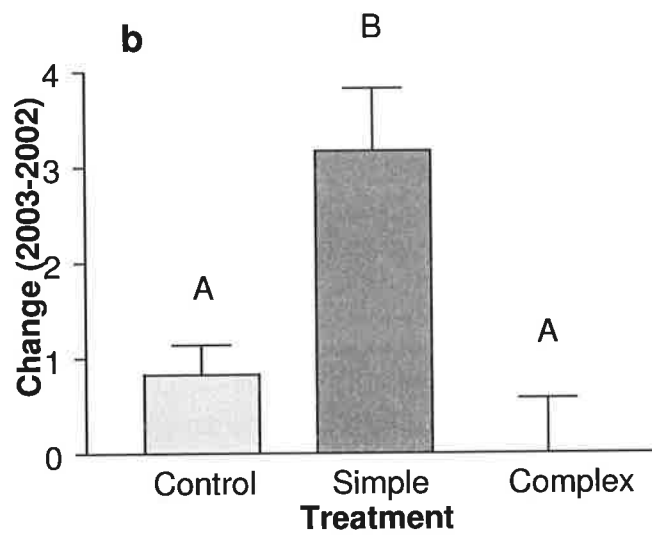 b
B
4
3
2
1
0
Change (2003-2002)
A
A
Control
Simple
Complex
Treatment